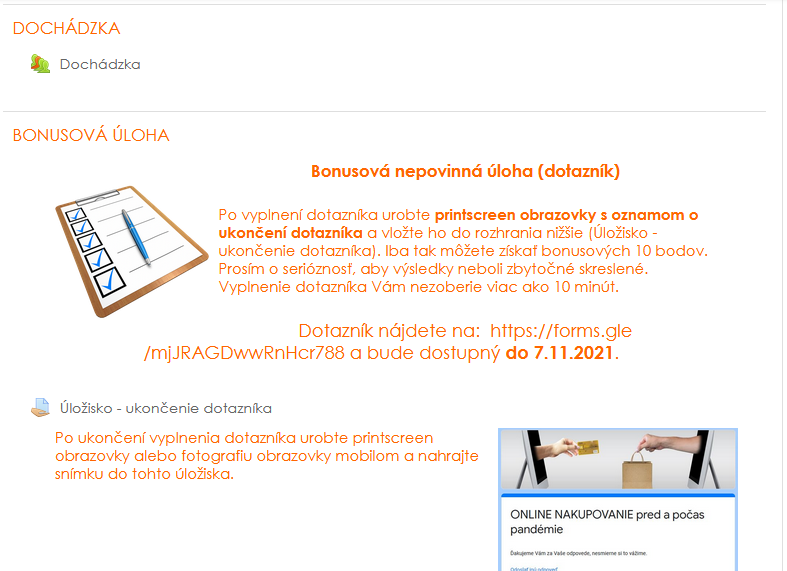 DOCHÁDZKA
Dochádzka
BONUSOVÁ ÚLOHA
Bonusová nepovinná úloha (dotazník)
Po vyplnení dotazníka urobte printscreen obrazovky s oznamom o
ukončení dotazníka a vložte ho do rozhrania nižšie (Úložisko -
ukončenie dotazníka). Iba tak môžete získať bonusových 10 bodov.
Prosím o serióznosť, aby výsledky neboli zbytočné skreslené.
Vyplnenie dotazníka Vám nezoberie viac ako 10 minút.
Dotazník nájdete na:  https://forms.gle
/mjJRAGDwwRnHcr788 a bude dostupný do 7.11.2021.
Úložisko - ukončenie dotazníka
Po ukončení vyplnenia dotazníka urobte printscreen
obrazovky alebo fotografiu obrazovky mobilom a nahrajte
snímku do tohto úložiska.
ONLINE NAKUPOVANIE pred a počas
pandémie
Ďakujeme Vám za Vaše odpovede, nesmierne si to vážime.
Odoslať inú odpoveď